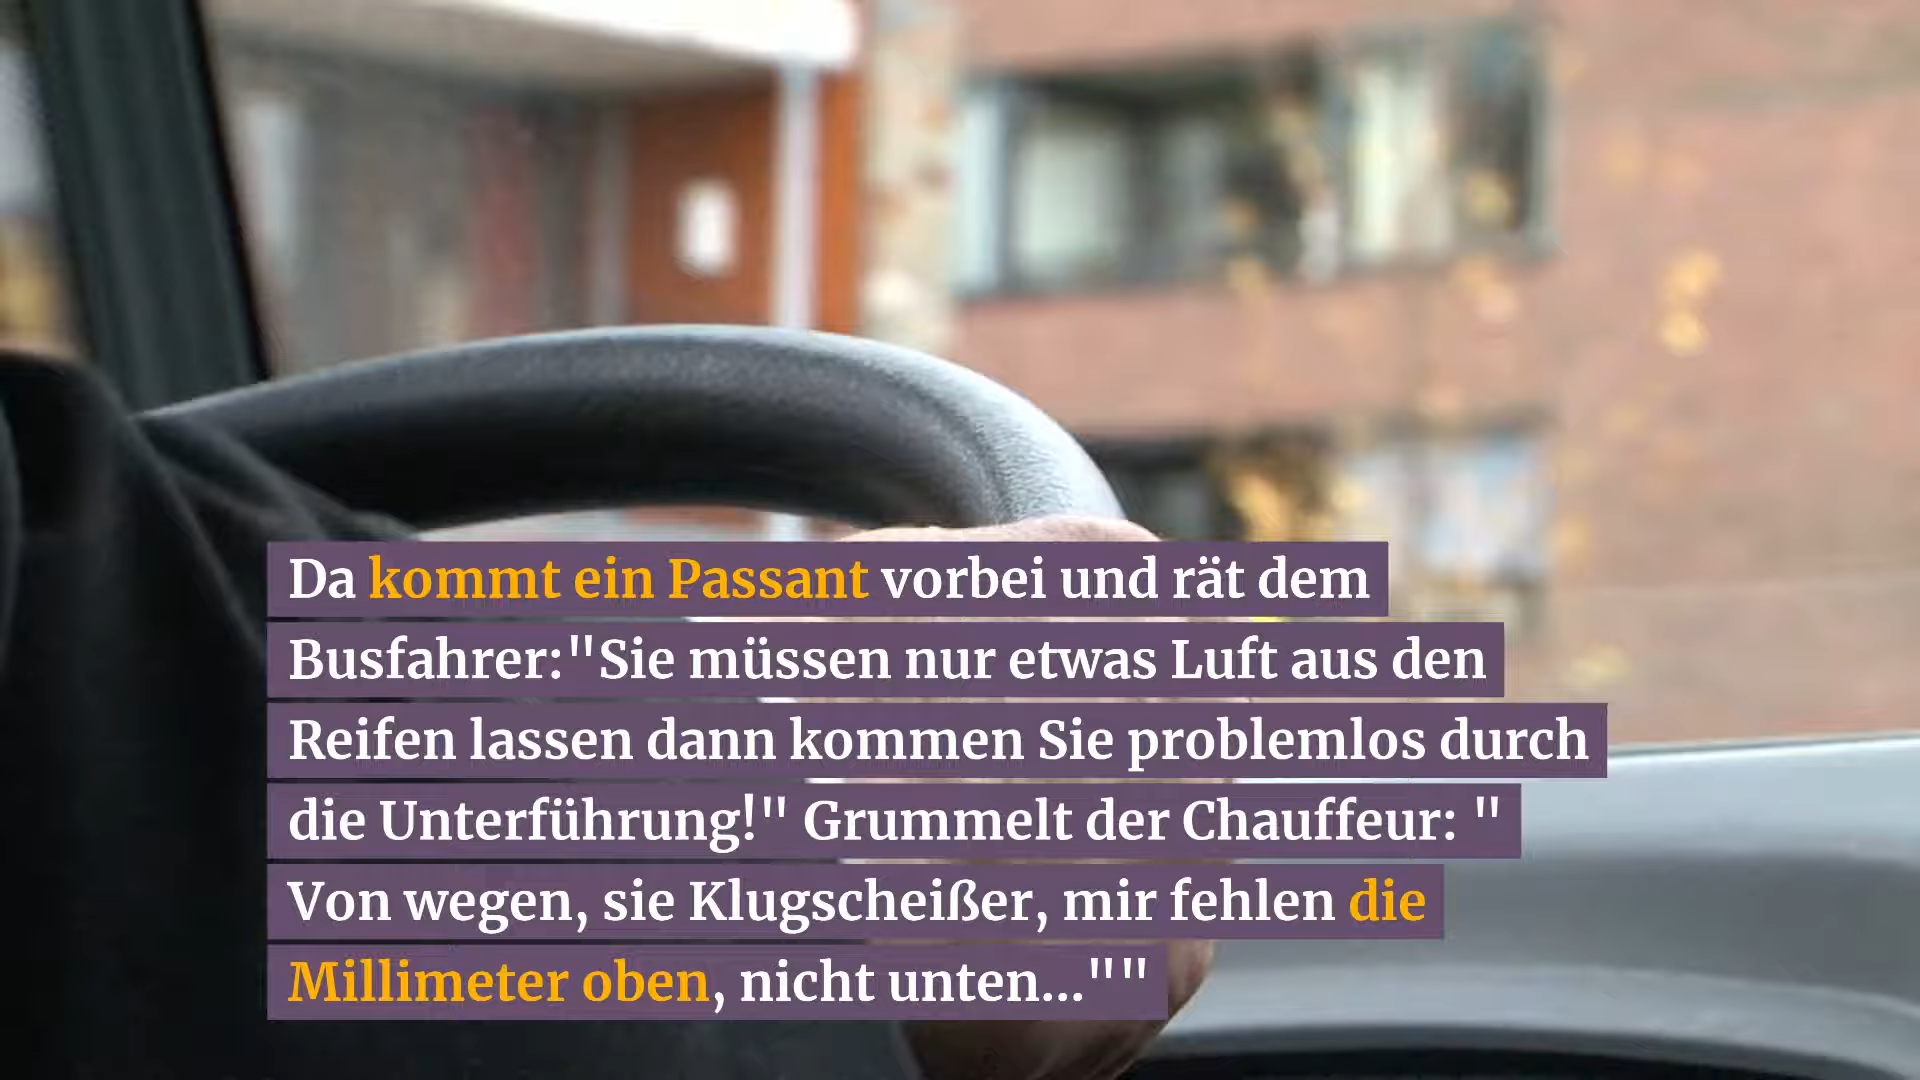 Da kommt ein Passant vorbei und rät dem
Busfahrer:"Sie müssen nur etwas Luft aus den
Reifen lassen dann kommen Sie problemlos durch
die Unterführung!" Grummelt der Chauffeur: "
Von wegen, sie Klugscheißer, mir fehlen die
Millimeter oben, nicht unten...""